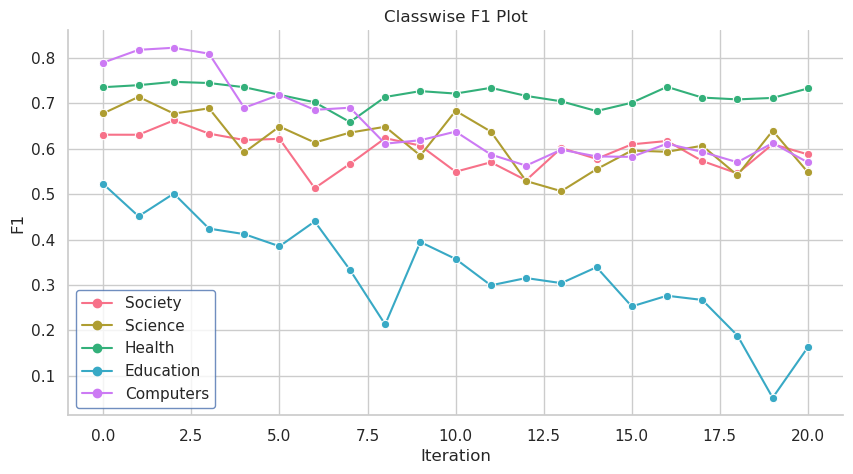 Classwise F1 Plot
F1
0.8
0.7
0.6
0.5
0.4
0.3
0.2
0.1
Society
Science
Health
Education
Computers
0.0 2.5 5.0 7.5 10.0 12.5 15.0 17.5 20.0
Iteration